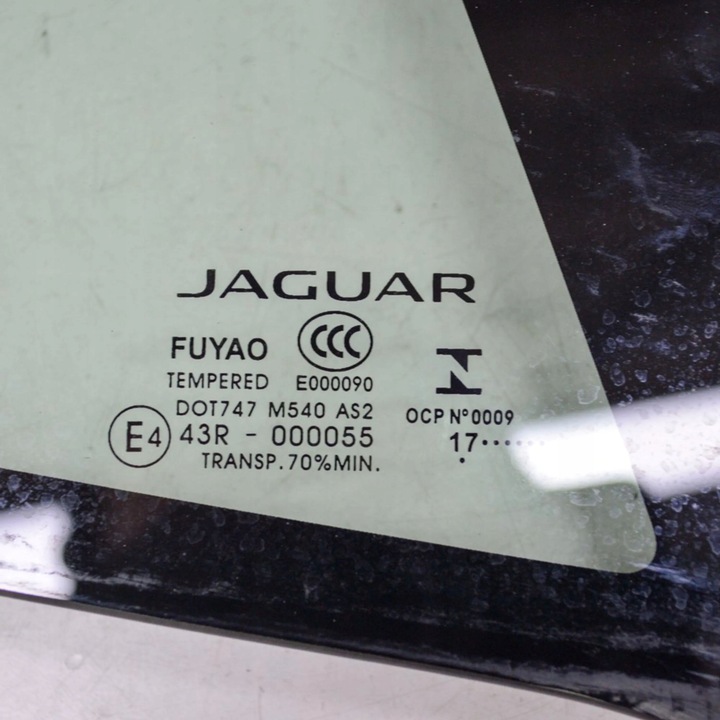 JAGUAR
FUYAO CCC
TEMPERED E000090
DOT747 M540 AS2
E4 43R - 000055
TRANSP. 70%MIN.
OCP N°0009
17······
.